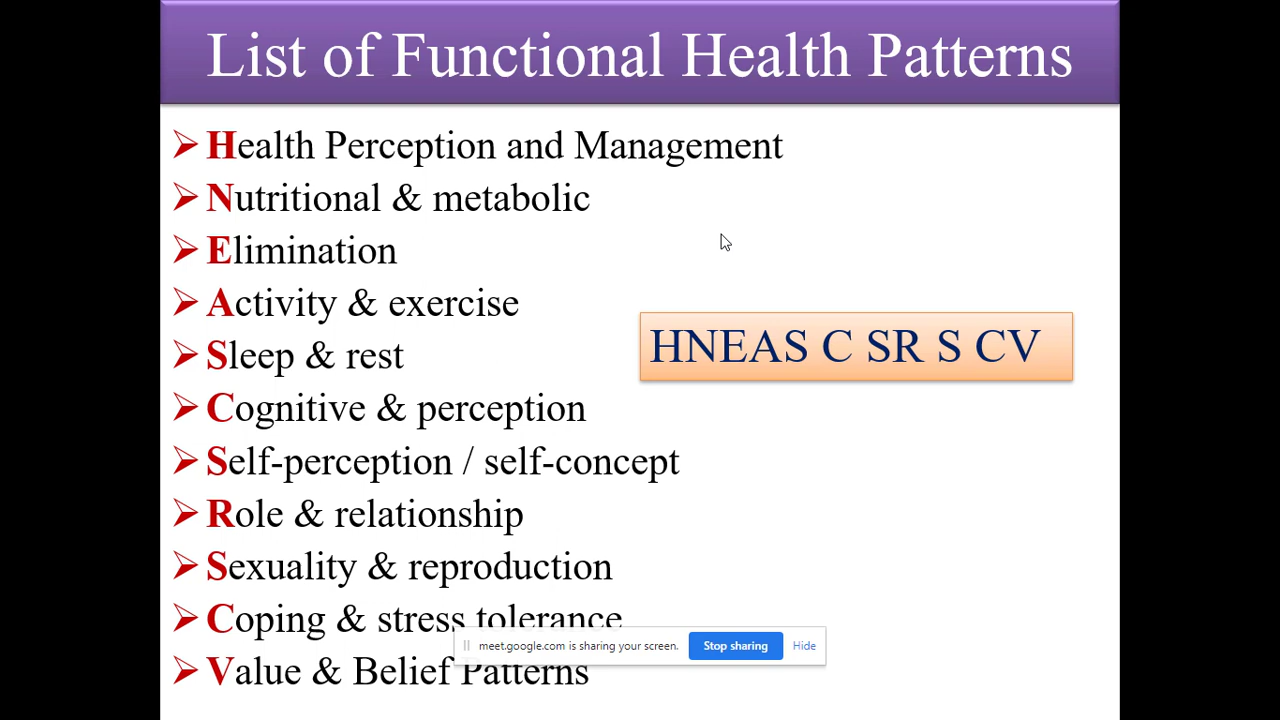 List of Functional Health Patterns
Health Perception and Management
Nutritional & metabolic
Elimination
Activity & exercise
HNEAS C SR S CV
Sleep & rest
Cognitive & perception
Self-perception / self-concept
Role & relationship
Sexuality & reproduction
Coping & stress tolerance
meet.google.com is sharing your screen. Stop sharing Hide
Value & Belief Patterns